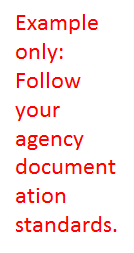 Example
only:
Follow
your
agency
document
ation
standards.